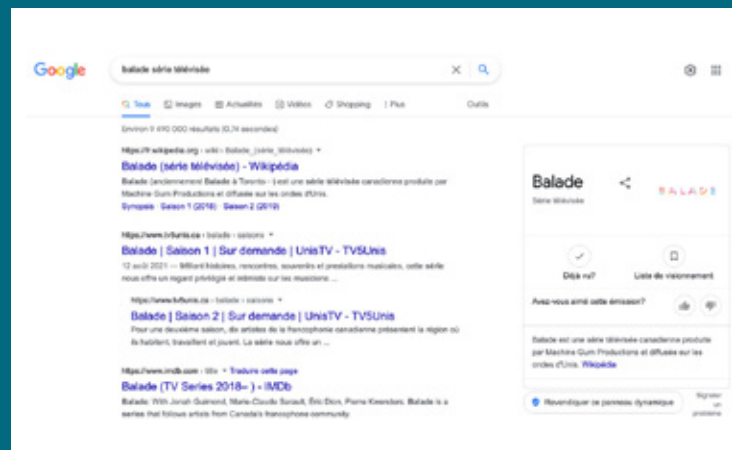 Google
balade série télévisée
Tous Images Actualités Vidéos Shopping Plus Outils
Environ 9 490 000 résultats (0,74 secondes)
https://fr.wikipedia.org › wiki › Balade_(série_télévisée)
Balade (série télévisée) - Wikipédia
Balade (anciennement Balade à Toronto - ) est une série télévisée canadienne produite par
Machine Gum Productions et diffusée sur les ondes d'Unis.
Synopsis · Saison 1 (2018) · Saison 2 (2019)
https://www.tv5unis.ca › balade › saisons
Balade | Saison 1 | Sur demande | UnisTV - TV5Unis
12 août 2021 — Mêlant histoires, rencontres, souvenirs et prestations musicales, cette série
nous offre un regard privilégié et intimiste sur les musiciens ...
https://www.tv5unis.ca › balade › saisons
Balade | Saison 2 | Sur demande | UnisTV - TV5Unis
Pour une deuxième saison, dix artistes de la francophonie canadienne présentent la région où
ils habitent, travaillent et jouent. La série nous offre un ...
https://www.imdb.com › title Traduire cette page
Balade (TV Series 2018– ) - IMDb
Balade: With Jonah Guimond, Marie-Claude Sarault, Éric Dion, Pierre Kwenders. Balade is a
series that follows artists from Canada's francophone community.
Balade
Série télévisée
BALADE
Déjà vu? Liste de visionnement
Avez-vous aimé cette émission?
Balade est une série télévisée canadienne produite
par Machine Gum Productions et diffusée sur les
ondes d'Unis. Wikipédia
Revendiquer ce panneau dynamique
Signaler
un
problème